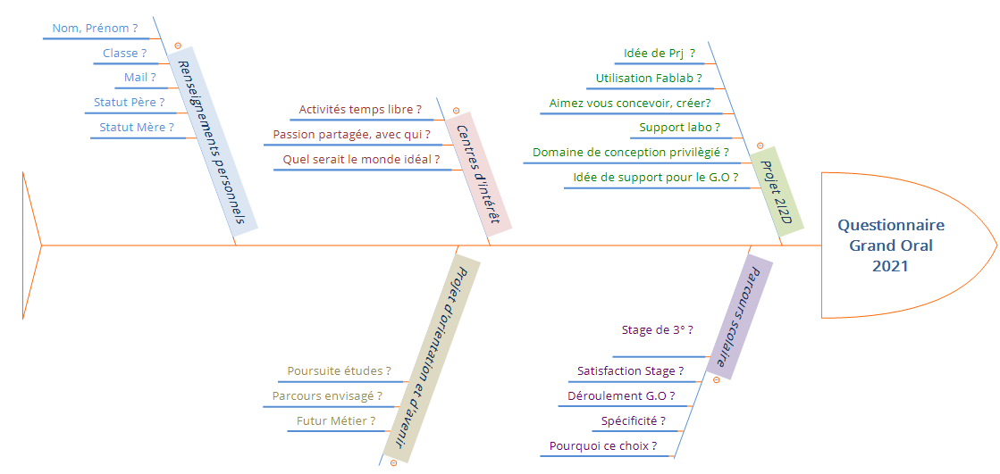 Nom, Prénom ?
Classe ?
Mail ?
Statut Père ?
Statut Mère ?
Renseignements personnels
Activités temps libre ?
Passion partagée, avec qui ?
Quel serait le monde idéal ?
Centres d'intérêt
Idée de Prj  ?
Utilisation Fablab ?
Aimez vous concevoir, créer?
Support labo ?
Domaine de conception privilègié ?
Idée de support pour le G.O ?
Projet 2I2D
Questionnaire
Grand Oral
2021
Projet d'orientation et d'avenir
Poursuite études ?
Parcours envisagé ?
Futur Métier ?
Parcours scolaire
Stage de 3° ?
Satisfaction Stage ?
Déroulement G.O ?
Spécificité ?
Pourquoi ce choix ?